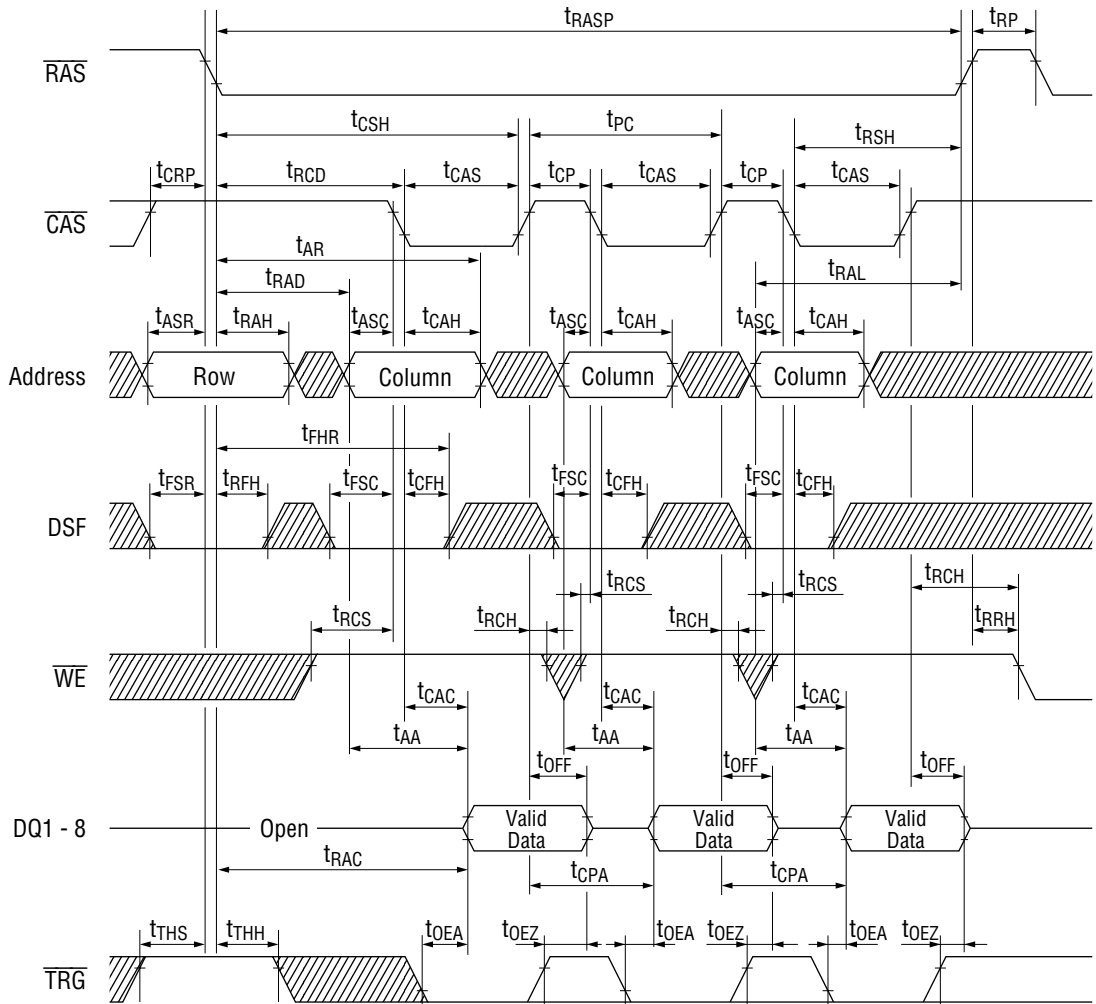 tRASP tRP
RAS
tCSH tPC tRSH
tCRP tRCD tCAS tCP tCAS tCP tCAS
CAS
tAR
tRAD tRAL
tASR tRAH tASC tCAH tASC tCAH tASC tCAH
Address Row Column Column Column
tFHR
tFSR tRFH tFSC tCFH tFSC tCFH tFSC tCFH
DSF
tRCS tRCS tRCH
tRCS tRCH tRCH tRRH
WE
tCAC tCAC tCAC
tAA tAA tAA
tOFF tOFF tOFF
DQ1 - 8 Open Valid Data Valid Data Valid Data
tRAC tCPA tCPA
tTHS tTHH tOEA tOEZ tOEA tOEZ tOEA tOEZ
TRG